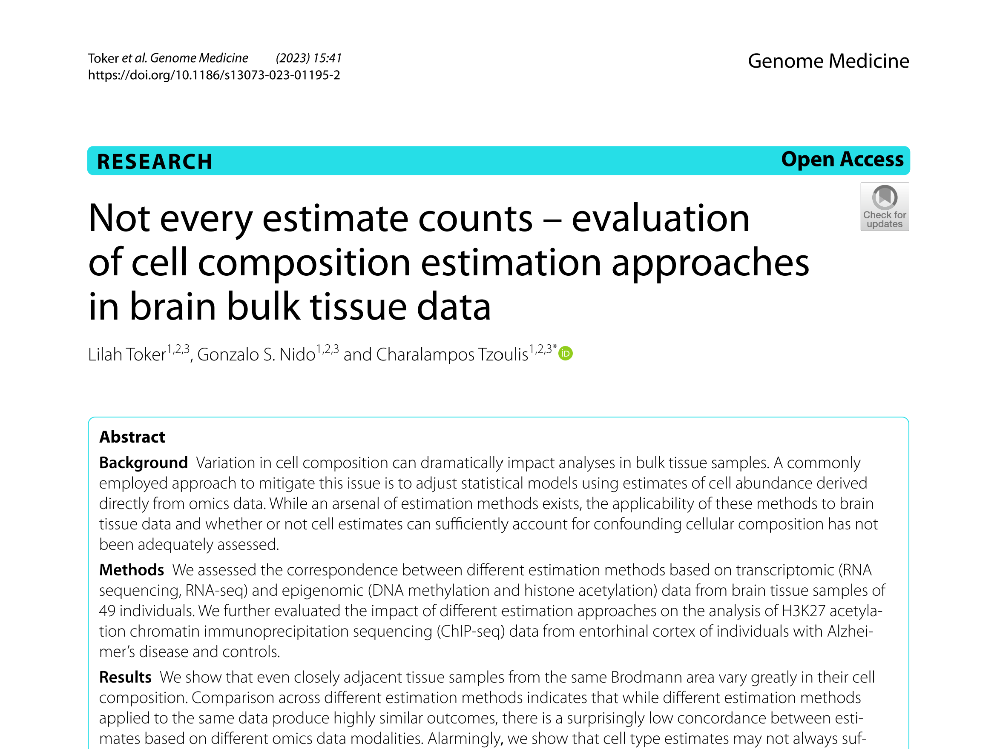 Toker et al. Genome Medicine (2023) 15:41
https://doi.org/10.1186/s13073-023-01195-2
Genome Medicine
RESEARCH
Open Access
Check for
updates
Not every estimate counts – evaluation
of cell composition estimation approaches
in brain bulk tissue data
Lilah Toker1,2,3, Gonzalo S. Nido1,2,3 and Charalampos Tzoulis1,2,3* iD
Abstract
Background Variation in cell composition can dramatically impact analyses in bulk tissue samples. A commonly
employed approach to mitigate this issue is to adjust statistical models using estimates of cell abundance derived
directly from omics data. While an arsenal of estimation methods exists, the applicability of these methods to brain
tissue data and whether or not cell estimates can sufficiently account for confounding cellular composition has not
been adequately assessed.
Methods We assessed the correspondence between different estimation methods based on transcriptomic (RNA
sequencing, RNA-seq) and epigenomic (DNA methylation and histone acetylation) data from brain tissue samples of
49 individuals. We further evaluated the impact of different estimation approaches on the analysis of H3K27 acetyla-
tion chromatin immunoprecipitation sequencing (ChIP-seq) data from entorhinal cortex of individuals with Alzhei-
mer’s disease and controls.
Results We show that even closely adjacent tissue samples from the same Brodmann area vary greatly in their cell
composition. Comparison across different estimation methods indicates that while different estimation methods
applied to the same data produce highly similar outcomes, there is a surprisingly low concordance between esti-
mates based on different omics data modalities. Alarmingly, we show that cell type estimates may not always suf-